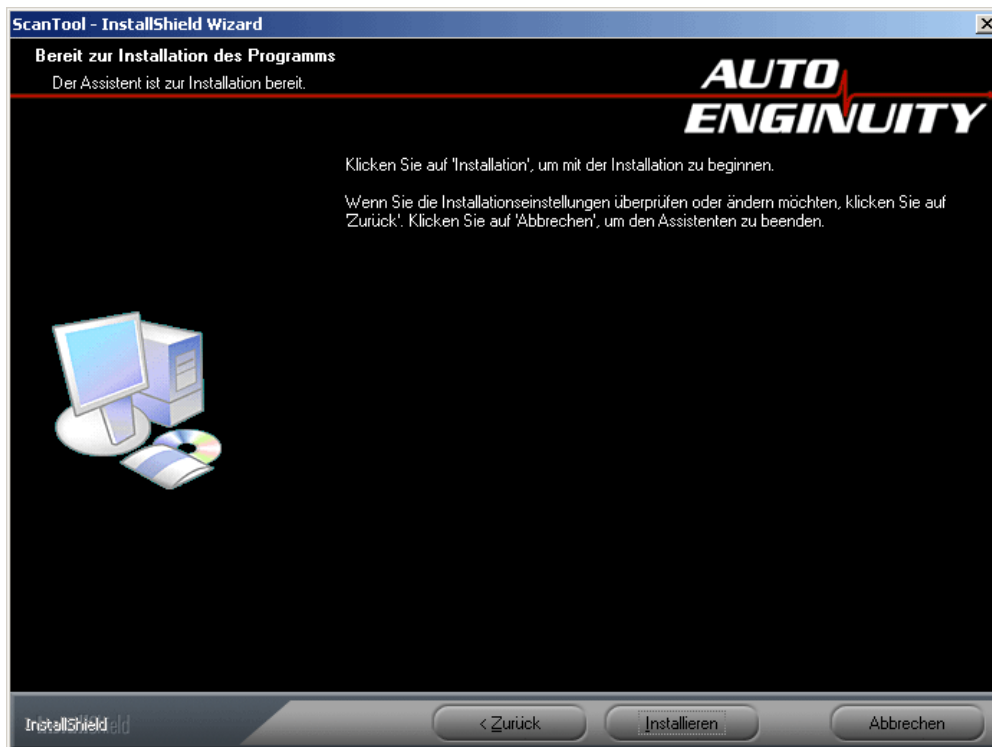 ScanTool - InstallShield Wizard
Bereit zur Installation des Programms
Der Assistent ist zur Installation bereit.
AUTO
ENGINUITY
Klicken Sie auf 'Installation', um mit der Installation zu beginnen.
Wenn Sie die Installationseinstellungen überprüfen oder ändern möchten, klicken Sie auf
'Zurück'. Klicken Sie auf 'Abbrechen', um den Assistenten zu beenden.
InstallShield
< Zurück
Installieren
Abbrechen